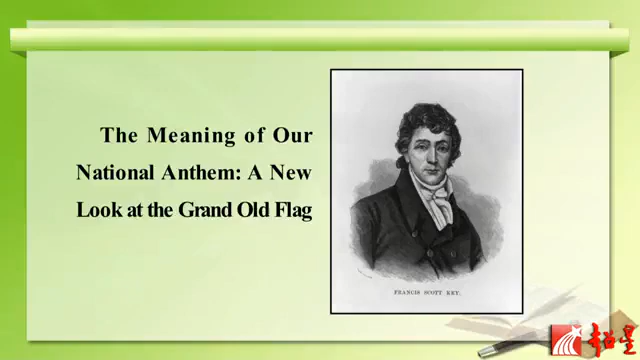 The Meaning of Our
National Anthem: A New
Look at the Grand Old Flag
FRANCIS SCOTT KEY.